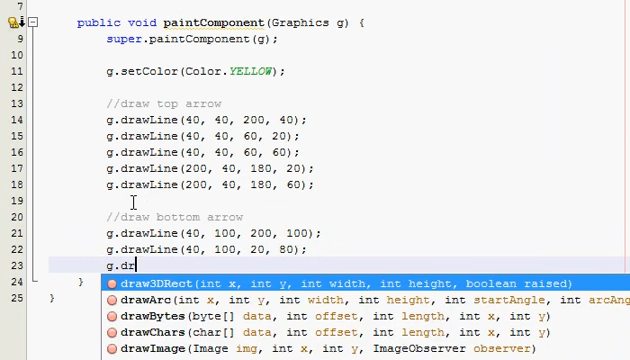 7
8 public void paintComponent(Graphics g) {
9 super.paintComponent(g);
10
11 g.setColor(Color.YELLOW);
12
13 //draw top arrow
14 g.drawLine(40, 40, 200, 40);
15 g.drawLine(40, 40, 60, 20);
16 g.drawLine(40, 40, 60, 60);
17 g.drawLine(200, 40, 180, 20);
18 g.drawLine(200, 40, 180, 60);
19
20 //draw bottom arrow
21 g.drawLine(40, 100, 200, 100);
22 g.drawLine(40, 100, 20, 80);
23 g.dr
draw3DRect(int x, int y, int width, int height, boolean raised)
24 }
drawArc(int x, int y, int width, int height, int startAngle, int arcAng
25 }
drawBytes(byte[] data, int offset, int length, int x, int y)
drawChars(char[] data, int offset, int length, int x, int y)
drawImage(Image img, int x, int y, ImageObserver observer)